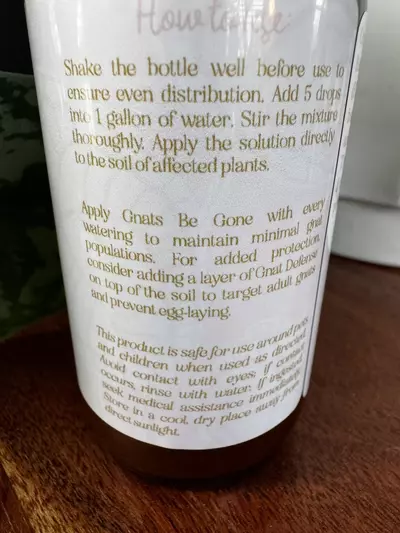 How to use:
Shake the bottle well before use to
ensure even distribution. Add 5 drops
into 1 gallon of water. Stir the mixture
thoroughly. Apply the solution directly
to the soil of affected plants.
Apply Gnats Be Gone with every
watering to maintain minimal gnat
populations. For added protection,
consider adding a layer of Gnat Defense
on top of the soil to target adult gnats
and prevent egg-laying.
This product is safe for use around pets
and children when used as directed.
Avoid contact with eyes. If contact
occurs, rinse with water. If ingested,
seek medical assistance immediately.
Store in a cool, dry place away from
direct sunlight.